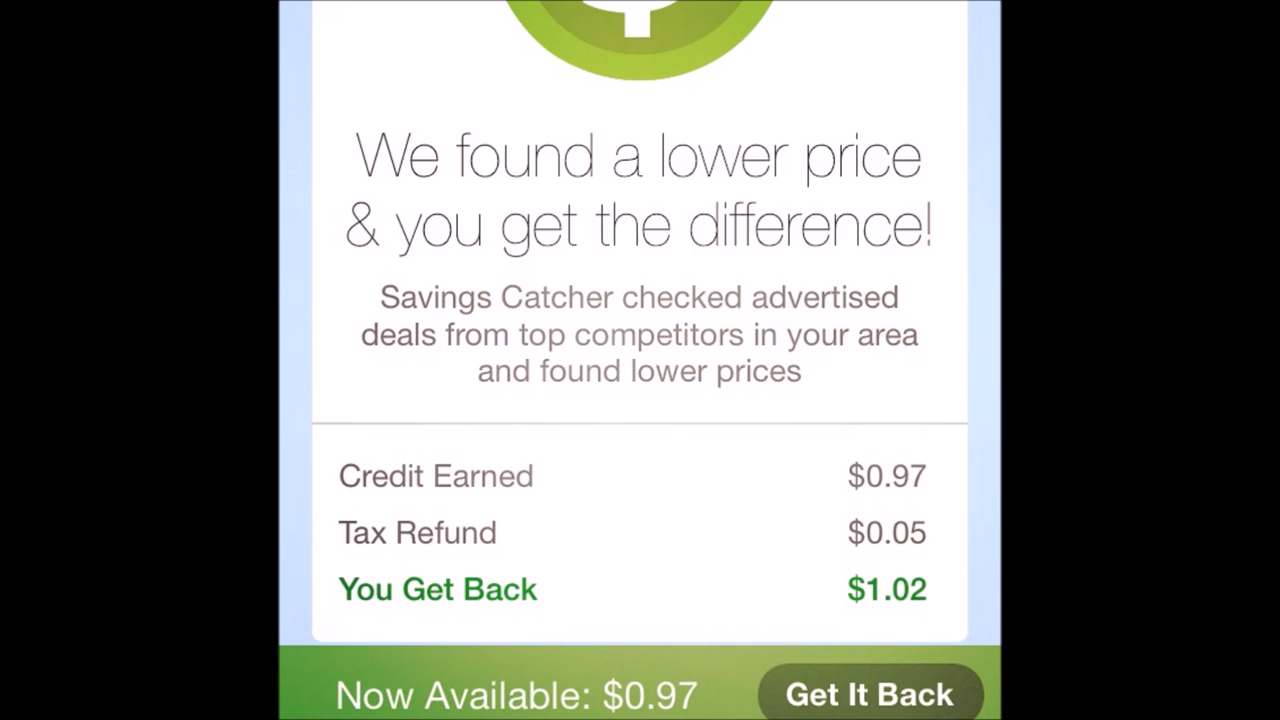 We found a lower price
& you get the difference!
Savings Catcher checked advertised
deals from top competitors in your area
and found lower prices
Credit Earned $0.97
Tax Refund $0.05
You Get Back $1.02
Now Available: $0.97 Get It Back